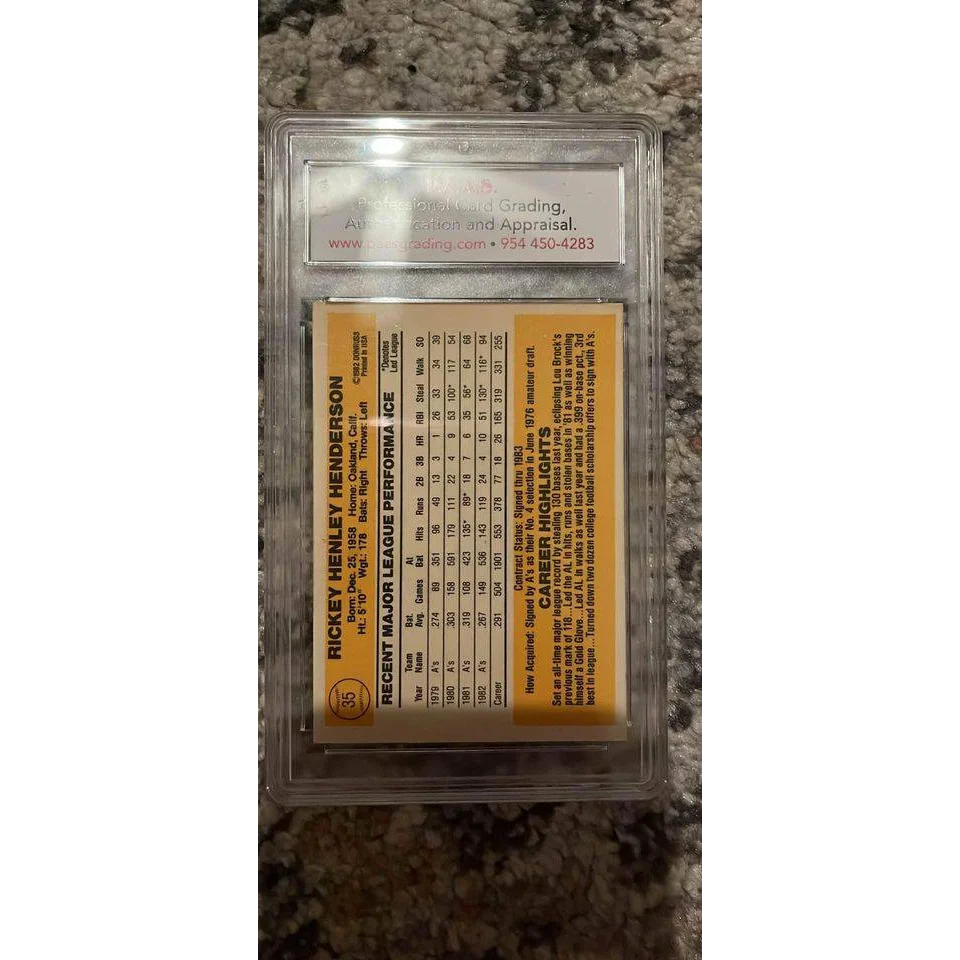 Professional Card Grading,
Authentication and Appraisal.
www.paasgrading.com • 954 450-4283
35
RICKEY HENLEY HENDERSON
Born: Dec. 25, 1958 Home: Oakland, Calif.
Ht.: 5'10" Wgt.: 178 Bats: Right Throws: Left
©1982 DONRUSS
Printed In USA
RECENT MAJOR LEAGUE PERFORMANCE
*Denotes
Led League
Year Team Name Bat. Avg. Games At Bat Hits Runs 2B 3B HR RBI Steal Walk SO
1979 A's .274 89 351 96 49 13 3 1 26 33 34 39
1980 A's .303 158 591 179 111 22 4 9 53 100* 117 54
1981 A's .319 108 423 135* 89* 18 7 6 35 56* 64 68
1982 A's .267 149 536 143 119 24 4 10 51 130* 116* 94
Career .291 504 1901 553 378 77 18 26 165 319 331 255
Contract Status: Signed thru 1983
How Acquired: Signed by A's as their No. 4 selection in June 1976 amateur draft.
CAREER HIGHLIGHTS
Set an all-time major league record by stealing 130 bases last year, eclipsing Lou Brock's
previous mark of 118...Led the AL in hits, runs and stolen bases in '81 as well as winning
himself a Gold Glove...Led AL in walks as well last year and had a .399 on-base pct., 3rd
best in league...Turned down two dozen college football scholarship offers to sign with A's.